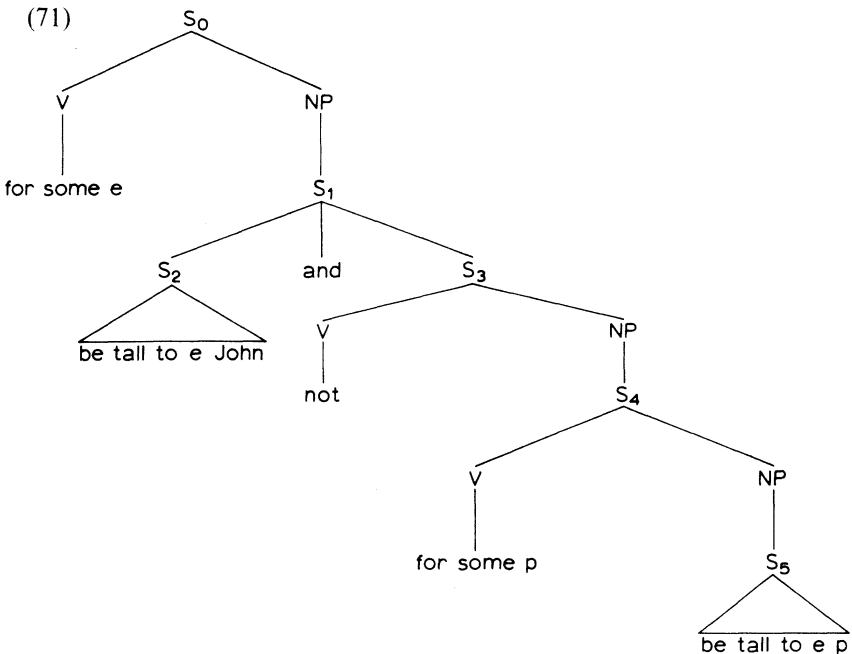 (71) S₀
V NP
for some e S₁
S₂ and S₃
be tall to e John V NP
not S₄
V NP
for some p S₅
be tall to e p